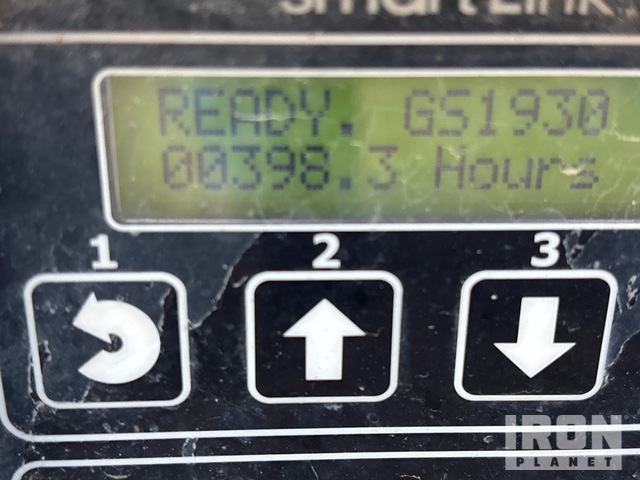 smartLink
READY. GS1930
00398.3 Hours
1 2 3
IRON
PLANET